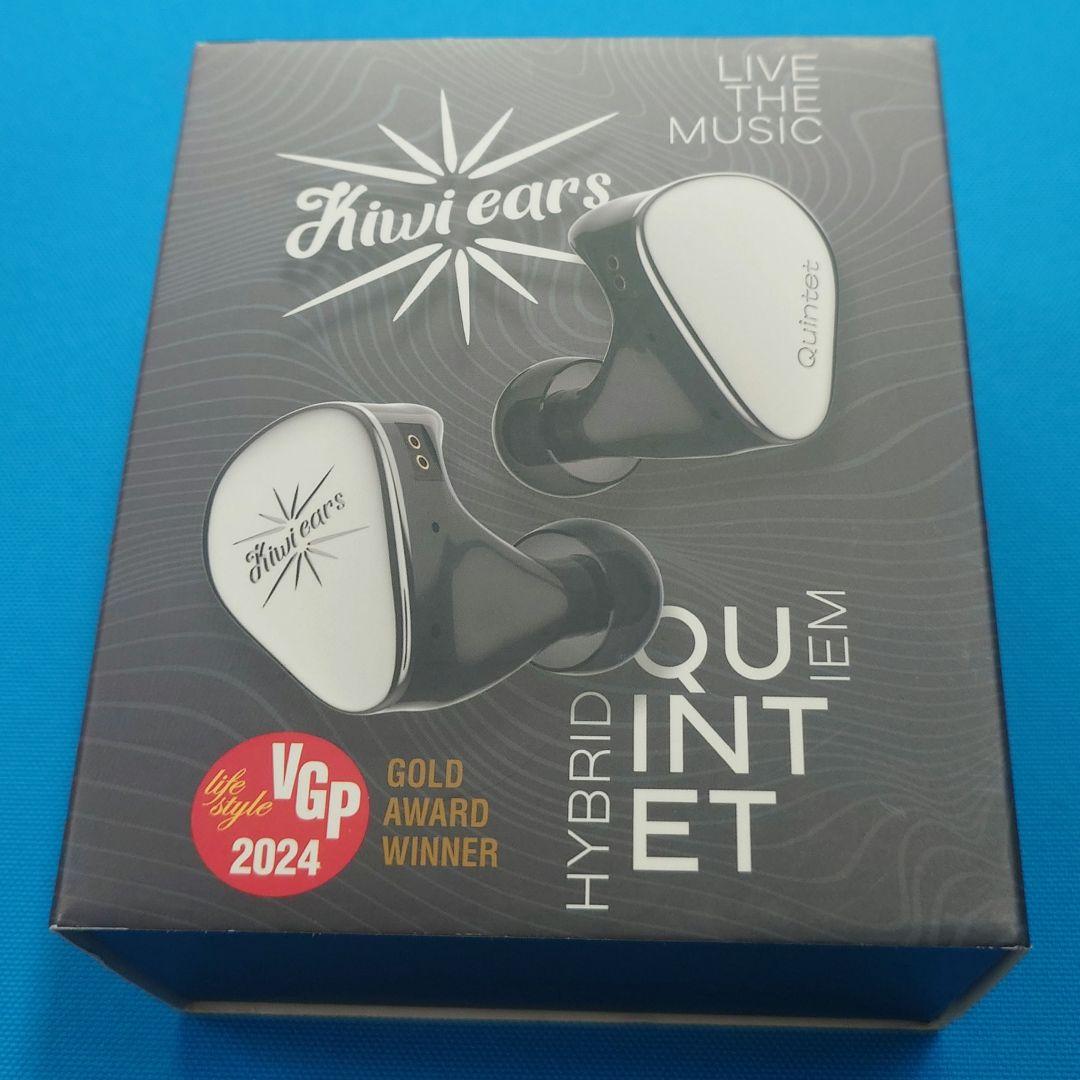 LIVE
THE
MUSIC
Kiwi ears
Quintet
Kiwi ears
HYBRID
QU
INT
ET
IEM
life
style
VGP
2024
GOLD
AWARD
WINNER